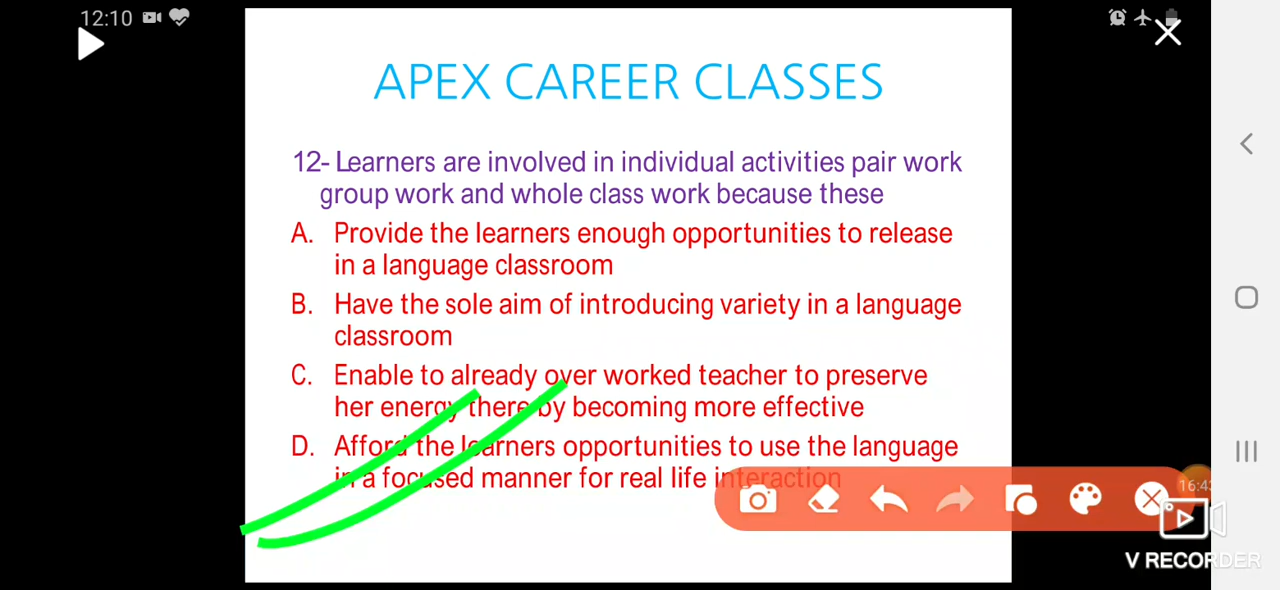 12:10
APEX CAREER CLASSES
12- Learners are involved in individual activities pair work
group work and whole class work because these
A. Provide the learners enough opportunities to release
in a language classroom
B. Have the sole aim of introducing variety in a language
classroom
C. Enable to already over worked teacher to preserve
her energy there by becoming more effective
D. Afford the learners opportunities to use the language
in a focused manner for real life interaction
16:43
V RECORDER